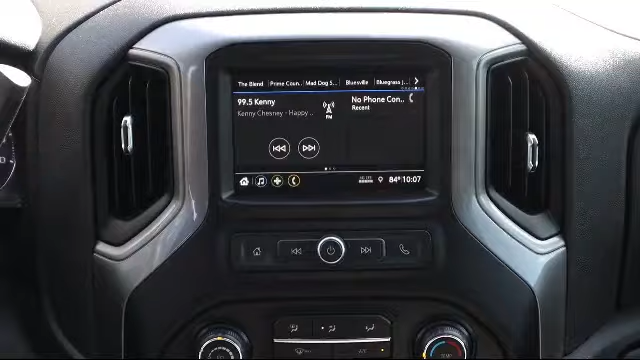 The Blend Prime Coun.. Mad Dog S.. Bluesville Bluegrass J..
99.5 Kenny No Phone Con..
Kenny Chesney - Happy .. Recent
FM
84° 10:07